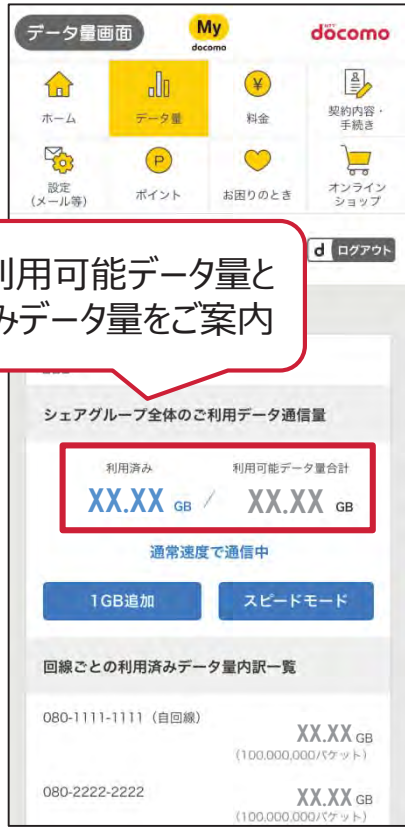 データ量画面
My
docomo
NTT
döcomo
ホーム
データ量
¥
料金
契約内容・
手続き
設定
(メール等)
P
ポイント
お困りのとき
オンライン
ショップ
d ログアウト
利用可能データ量と
みデータ量をご案内
シェアグループ全体のご利用データ通信量
利用済み 利用可能データ量合計
XX.XX GB / XX.XX GB
通常速度で通信中
1GB追加 スピードモード
回線ごとの利用済みデータ量内訳一覧
080-1111-1111(自回線)
XX.XX GB
(100,000,000パケット)
080-2222-2222
XX.XX GB
(100,000,000パケット)